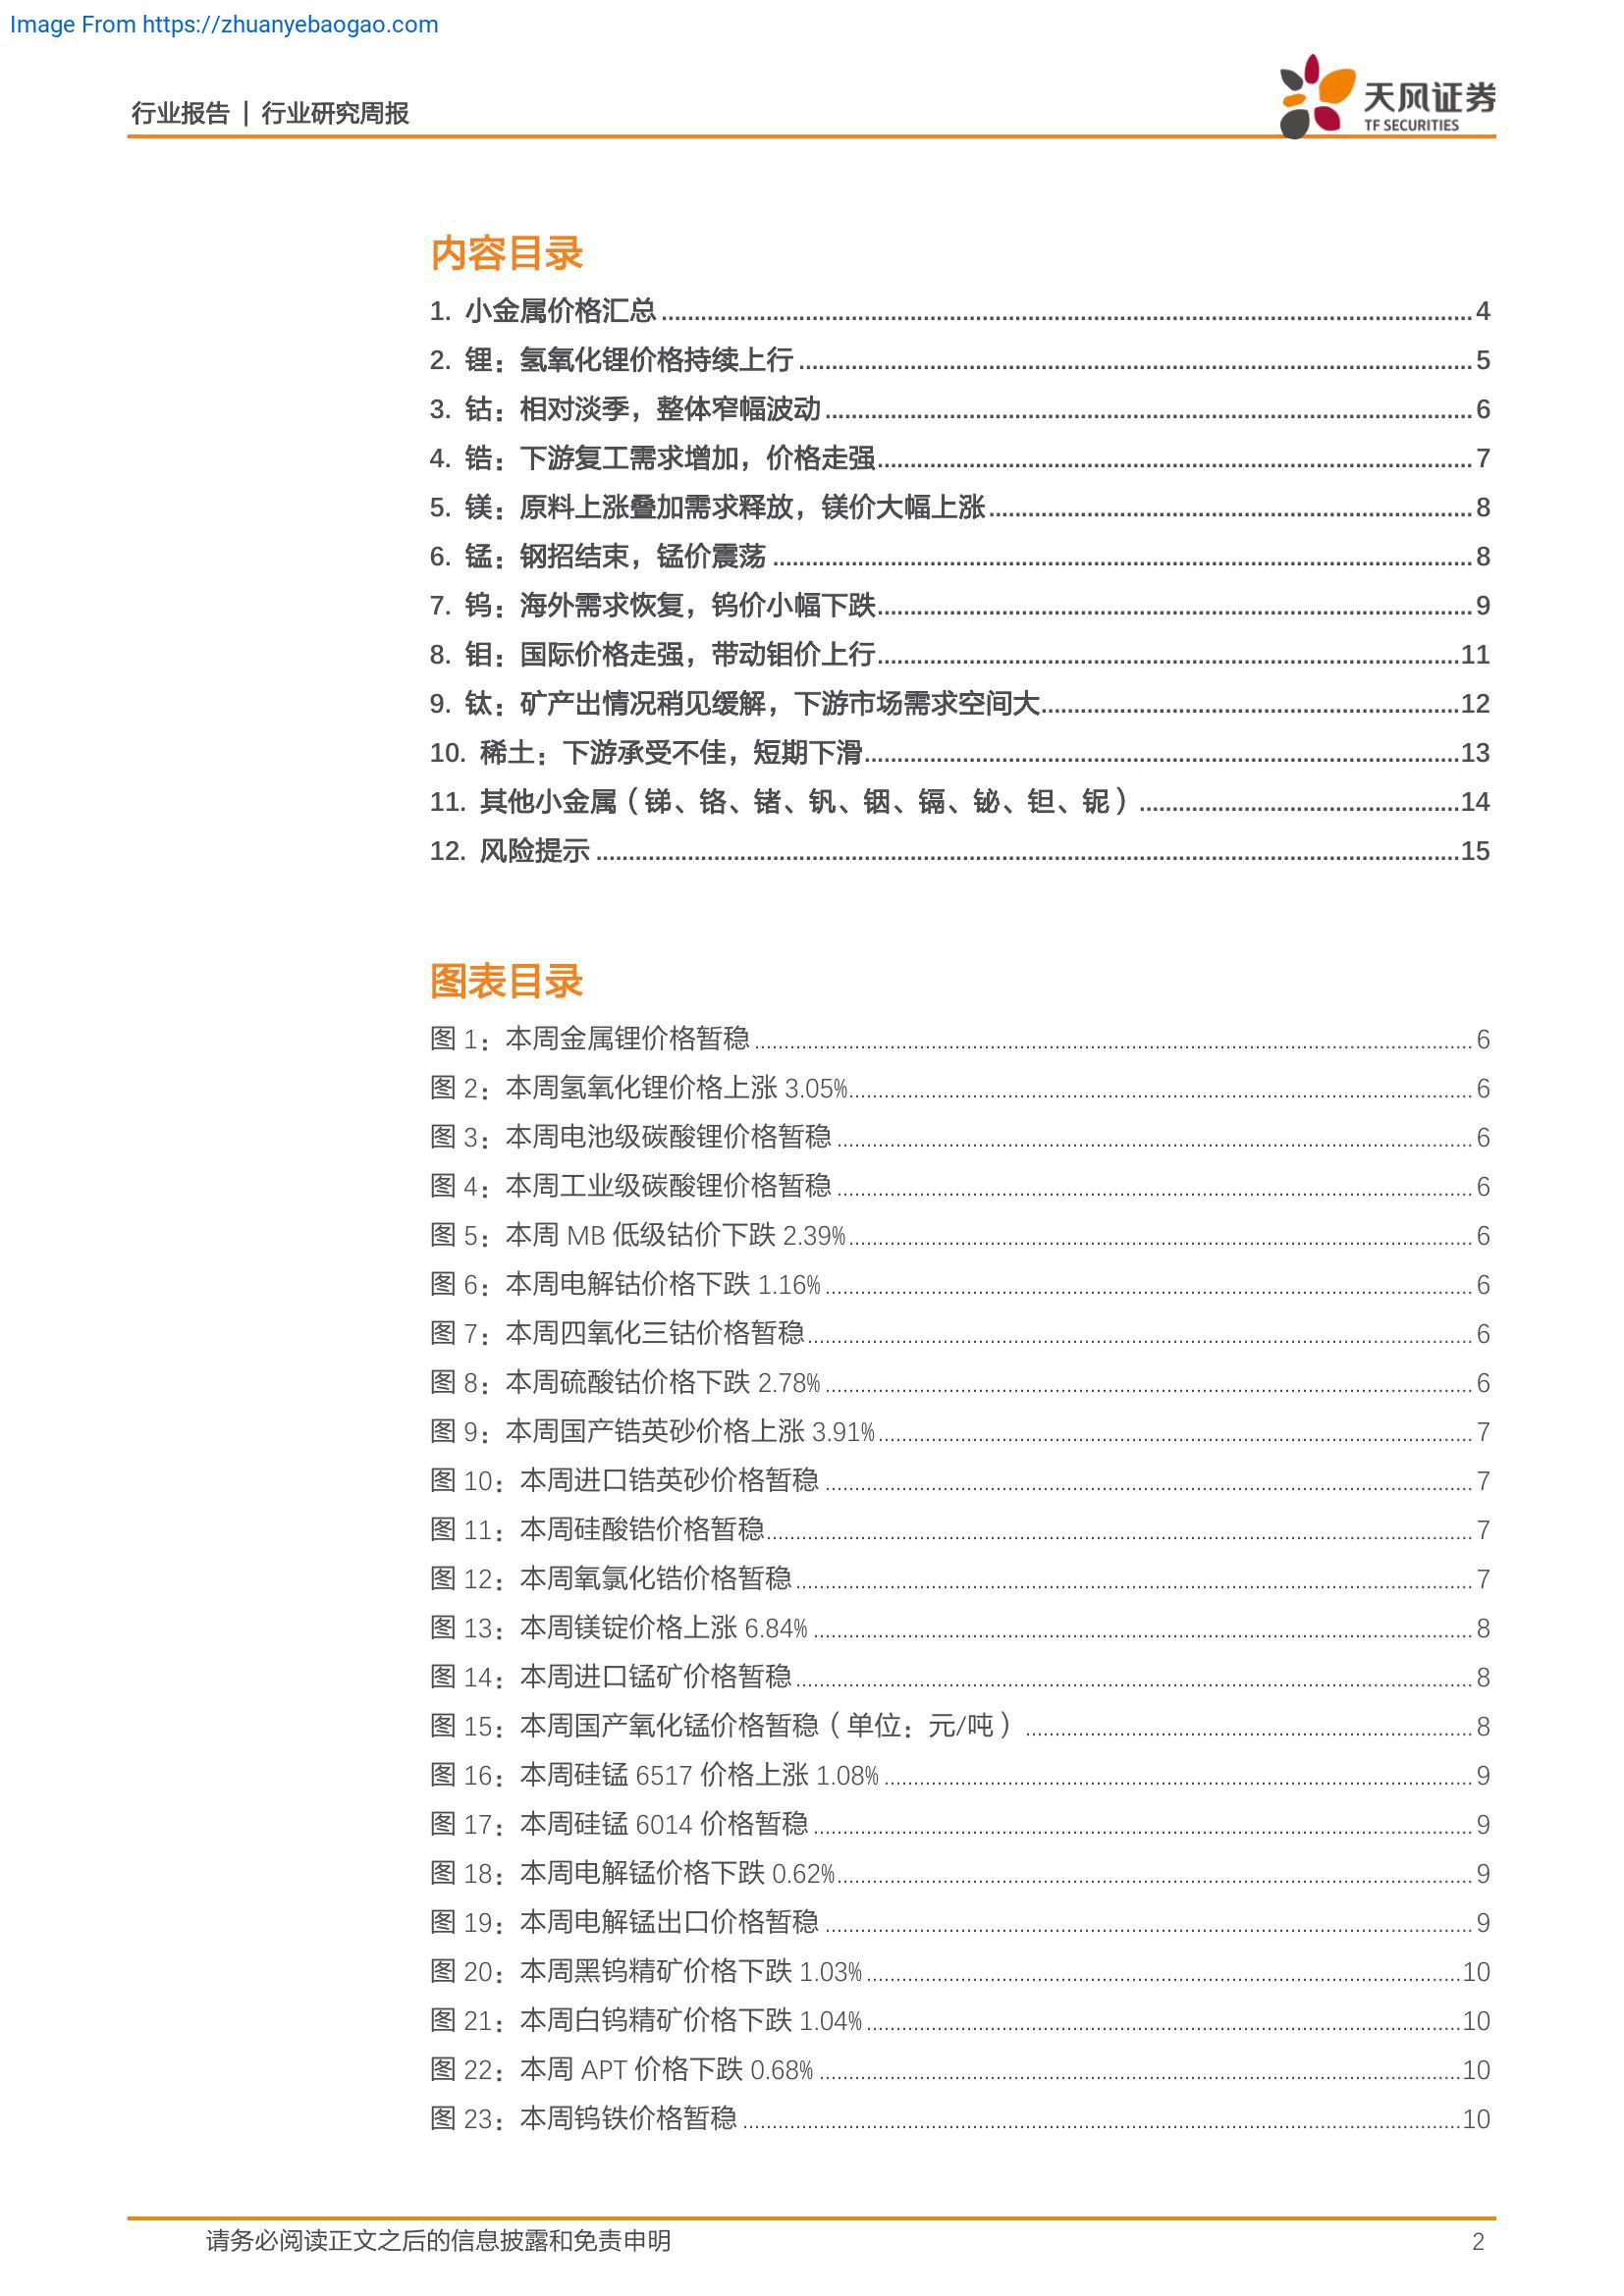 Image From https://zhuanyebaogao.com
行业报告 | 行业研究周报
天风证券
TF SECURITIES
内容目录
1. 小金属价格汇总 4
2. 锂：氢氧化锂价格持续上行 5
3. 钴：相对淡季，整体窄幅波动 6
4. 锆：下游复工需求增加，价格走强 7
5. 镁：原料上涨叠加需求释放，镁价大幅上涨 8
6. 锰：钢招结束，锰价震荡 8
7. 钨：海外需求恢复，钨价小幅下跌 9
8. 钼：国际价格走强，带动钼价上行 11
9. 钛：矿产出情况稍见缓解，下游市场需求空间大 12
10. 稀土：下游承受不佳，短期下滑 13
11. 其他小金属（锑、铬、锗、钒、铟、镉、铋、钽、铌） 14
12. 风险提示 15
图表目录
图 1：本周金属锂价格暂稳 6
图 2：本周氢氧化锂价格上涨 3.05% 6
图 3：本周电池级碳酸锂价格暂稳 6
图 4：本周工业级碳酸锂价格暂稳 6
图 5：本周 MB 低级钴价下跌 2.39% 6
图 6：本周电解钴价格下跌 1.16% 6
图 7：本周四氧化三钴价格暂稳 6
图 8：本周硫酸钴价格下跌 2.78% 6
图 9：本周国产锆英砂价格上涨 3.91% 7
图 10：本周进口锆英砂价格暂稳 7
图 11：本周硅酸锆价格暂稳 7
图 12：本周氧氯化锆价格暂稳 7
图 13：本周镁锭价格上涨 6.84% 8
图 14：本周进口锰矿价格暂稳 8
图 15：本周国产氧化锰价格暂稳（单位：元/吨） 8
图 16：本周硅锰 6517 价格上涨 1.08% 9
图 17：本周硅锰 6014 价格暂稳 9
图 18：本周电解锰价格下跌 0.62% 9
图 19：本周电解锰出口价格暂稳 9
图 20：本周黑钨精矿价格下跌 1.03% 10
图 21：本周白钨精矿价格下跌 1.04% 10
图 22：本周 APT 价格下跌 0.68% 10
图 23：本周钨铁价格暂稳 10
请务必阅读正文之后的信息披露和免责申明 2